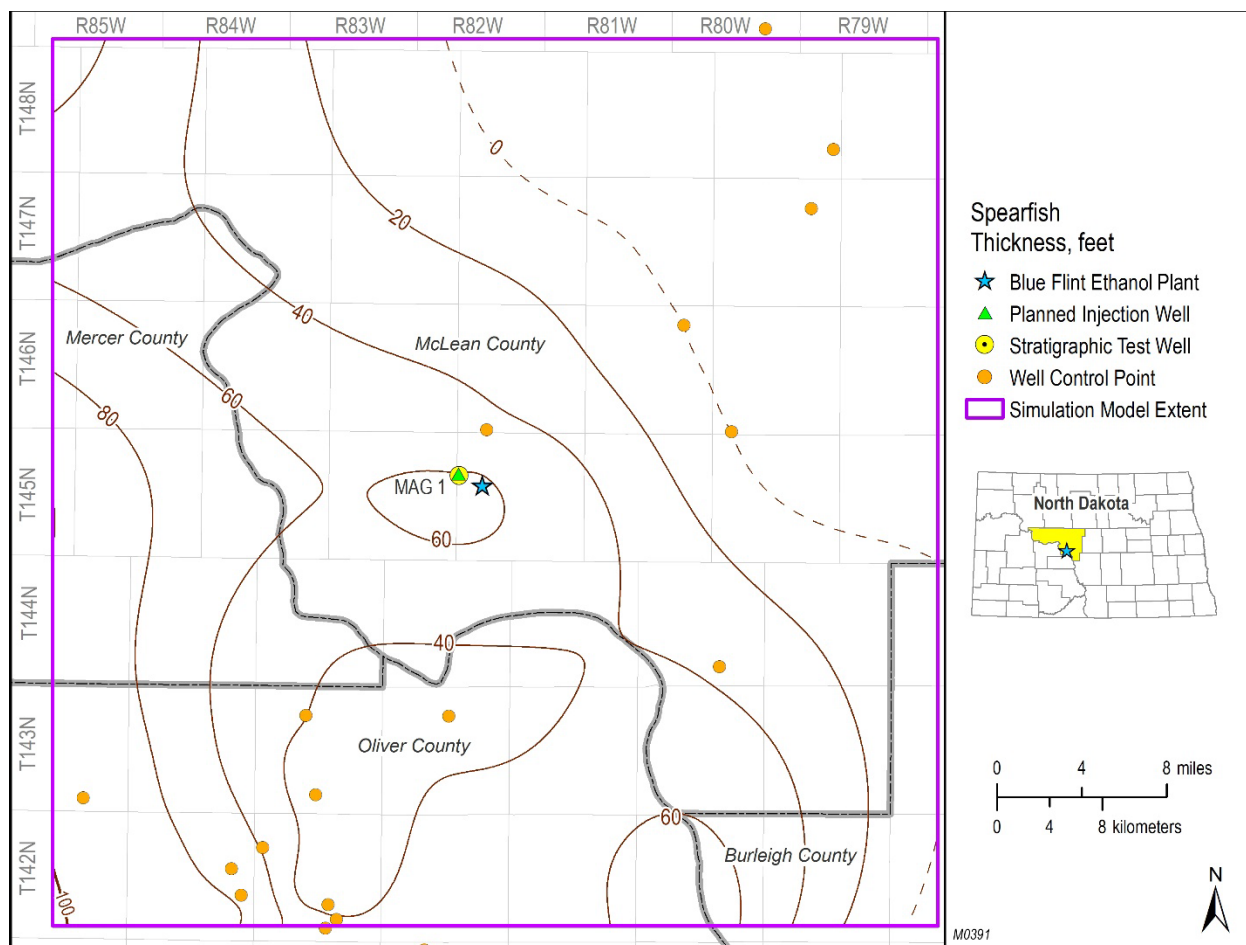 R85W R84W R83W R82W R81W R80W R79W
T148N
T147N
T146N
T145N
T144N
T143N
T142N
0
20
40
60
80
Mercer County
McLean County
MAG 1
60
40
Oliver County
60
Burleigh County
100
Spearfish
Thickness, feet
Blue Flint Ethanol Plant
Planned Injection Well
Stratigraphic Test Well
Well Control Point
Simulation Model Extent
North Dakota
0 4 8 miles
0 4 8 kilometers
N
M0391